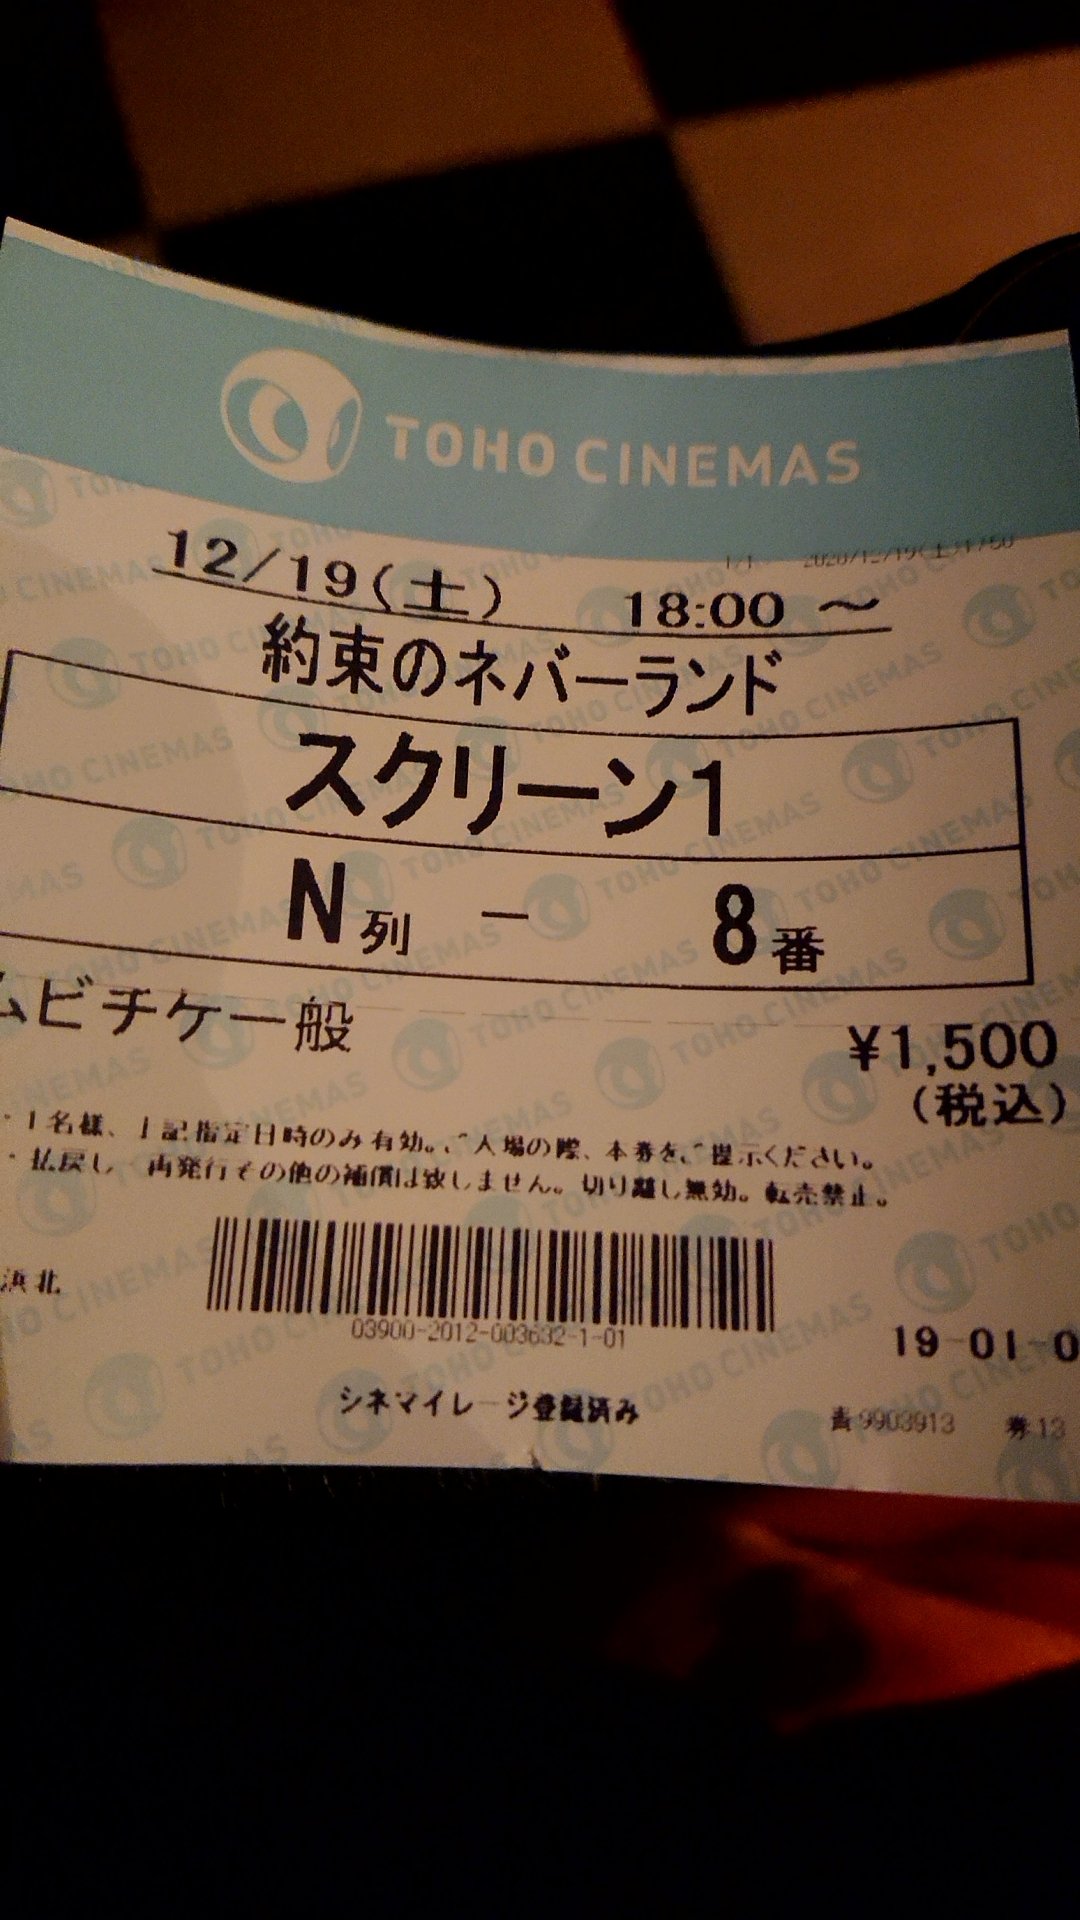 TOHO CINEMAS
12/19(土) 18:00 ～
約束のネバーランド
スクリーン1
N列 － 8番
ムビチケ一般
¥1,500
(税込)
・1名様、上記指定日時のみ有効。ご入場の際、本券をご提示ください。
・払戻し 再発行その他の補償は致しません。切り離し無効。転売禁止。
浜北
03900-2012-003632-1-01
19-01-0
シネマイレージ登録済み
9903913 券13